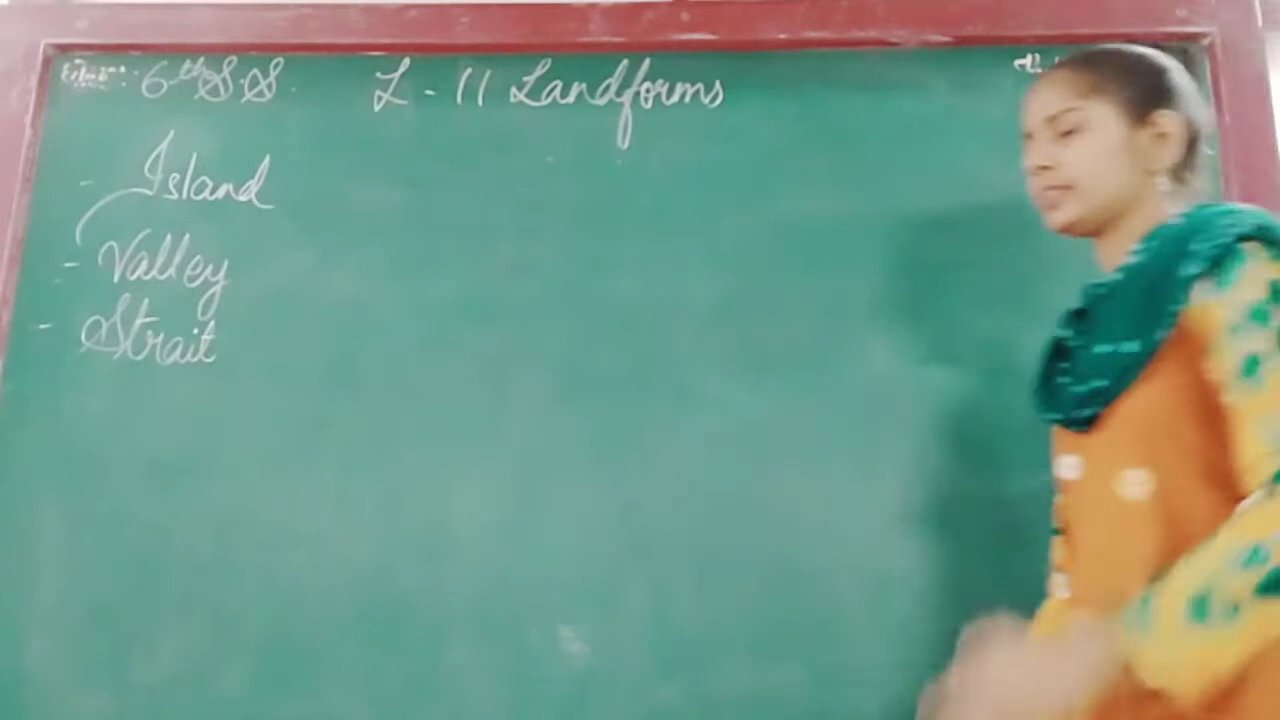 6th S.S. L - 11 Landforms
- Island
- Valley
- Strait